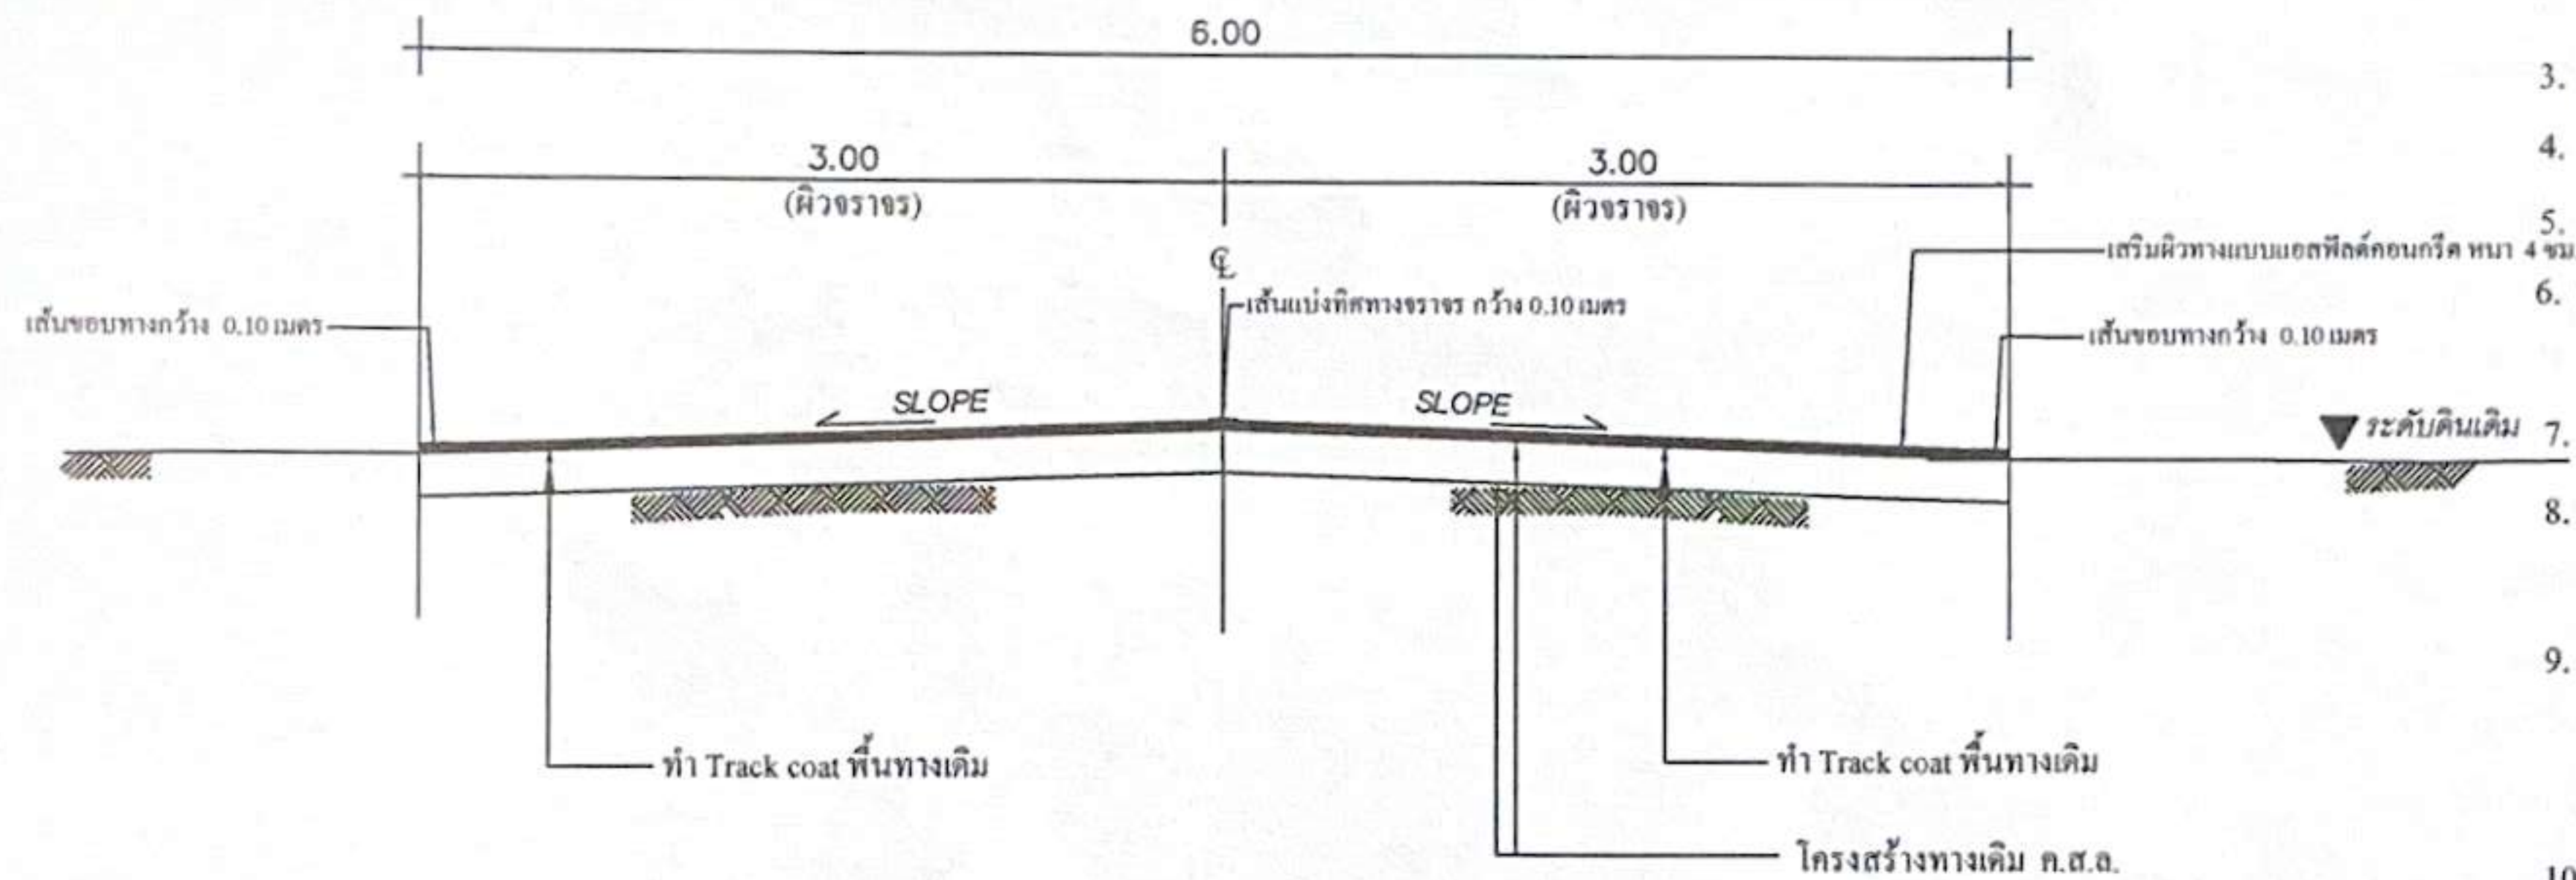 6.00
3.
4.
3.00
3.00
(ผิวจราจร)
(ผิวจราจร)
5.
เสริมผิวทางแบบแอสฟัลต์คอนกรีต หนา 4 ซม
℄
6.
เส้นแบ่งทิศทางจราจร กว้าง 0.10 เมตร
เส้นขอบทางกว้าง 0.10 เมตร
เส้นขอบทางกว้าง 0.10 เมตร
SLOPE
SLOPE
ระดับดินเดิม
7.
8.
9.
ทำ Track coat พื้นทางเดิม
ทำ Track coat พื้นทางเดิม
โครงสร้างทางเดิม ค.ส.ล.
10